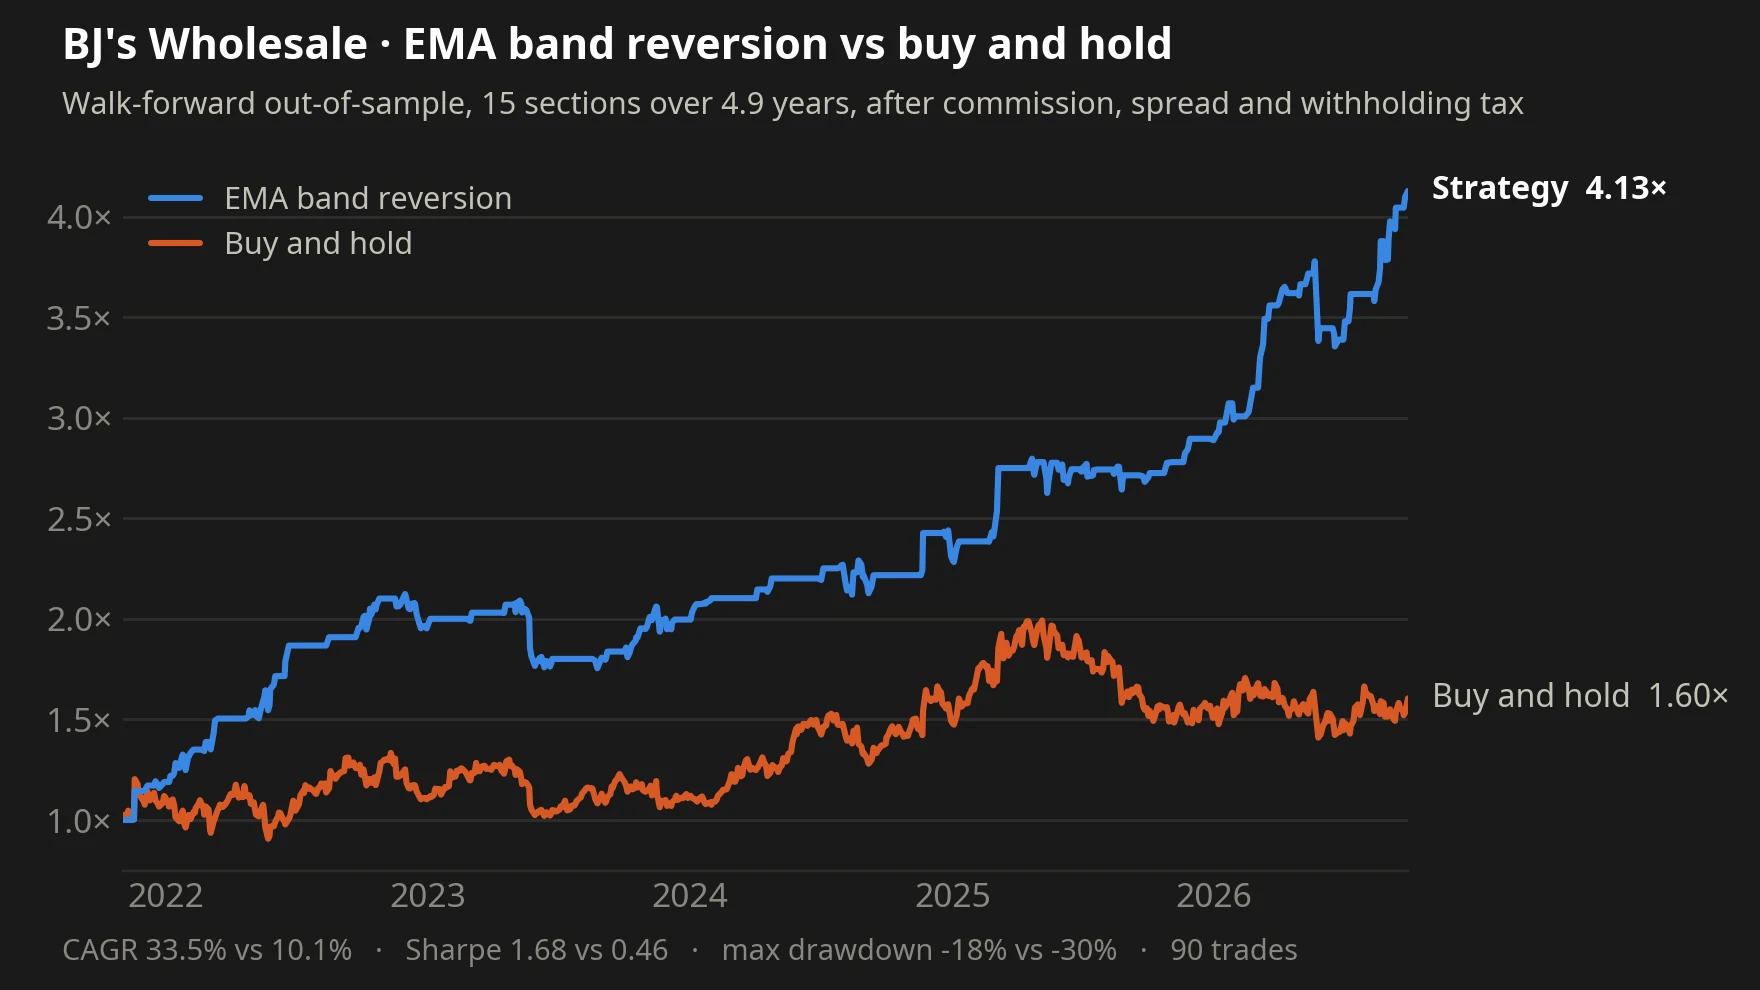 BJ's Wholesale · EMA band reversion vs buy and hold
Walk-forward out-of-sample, 15 sections over 4.9 years, after commission, spread and withholding tax
EMA band reversion
Buy and hold
Strategy 4.13×
4.0×
3.5×
3.0×
2.5×
2.0×
Buy and hold 1.60×
1.5×
1.0×
2022 2023 2024 2025 2026
CAGR 33.5% vs 10.1% · Sharpe 1.68 vs 0.46 · max drawdown -18% vs -30% · 90 trades